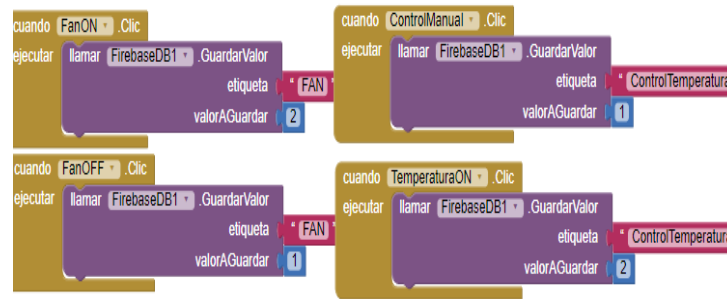 cuando FanON .Clic
ejecutar llamar FirebaseDB1 .GuardarValor
etiqueta " FAN "
valorAGuardar 2
cuando ControlManual .Clic
ejecutar llamar FirebaseDB1 .GuardarValor
etiqueta " ControlTemperatura
valorAGuardar 1
cuando FanOFF .Clic
ejecutar llamar FirebaseDB1 .GuardarValor
etiqueta " FAN "
valorAGuardar 1
cuando TemperaturaON .Clic
ejecutar llamar FirebaseDB1 .GuardarValor
etiqueta " ControlTemperatura
valorAGuardar 2